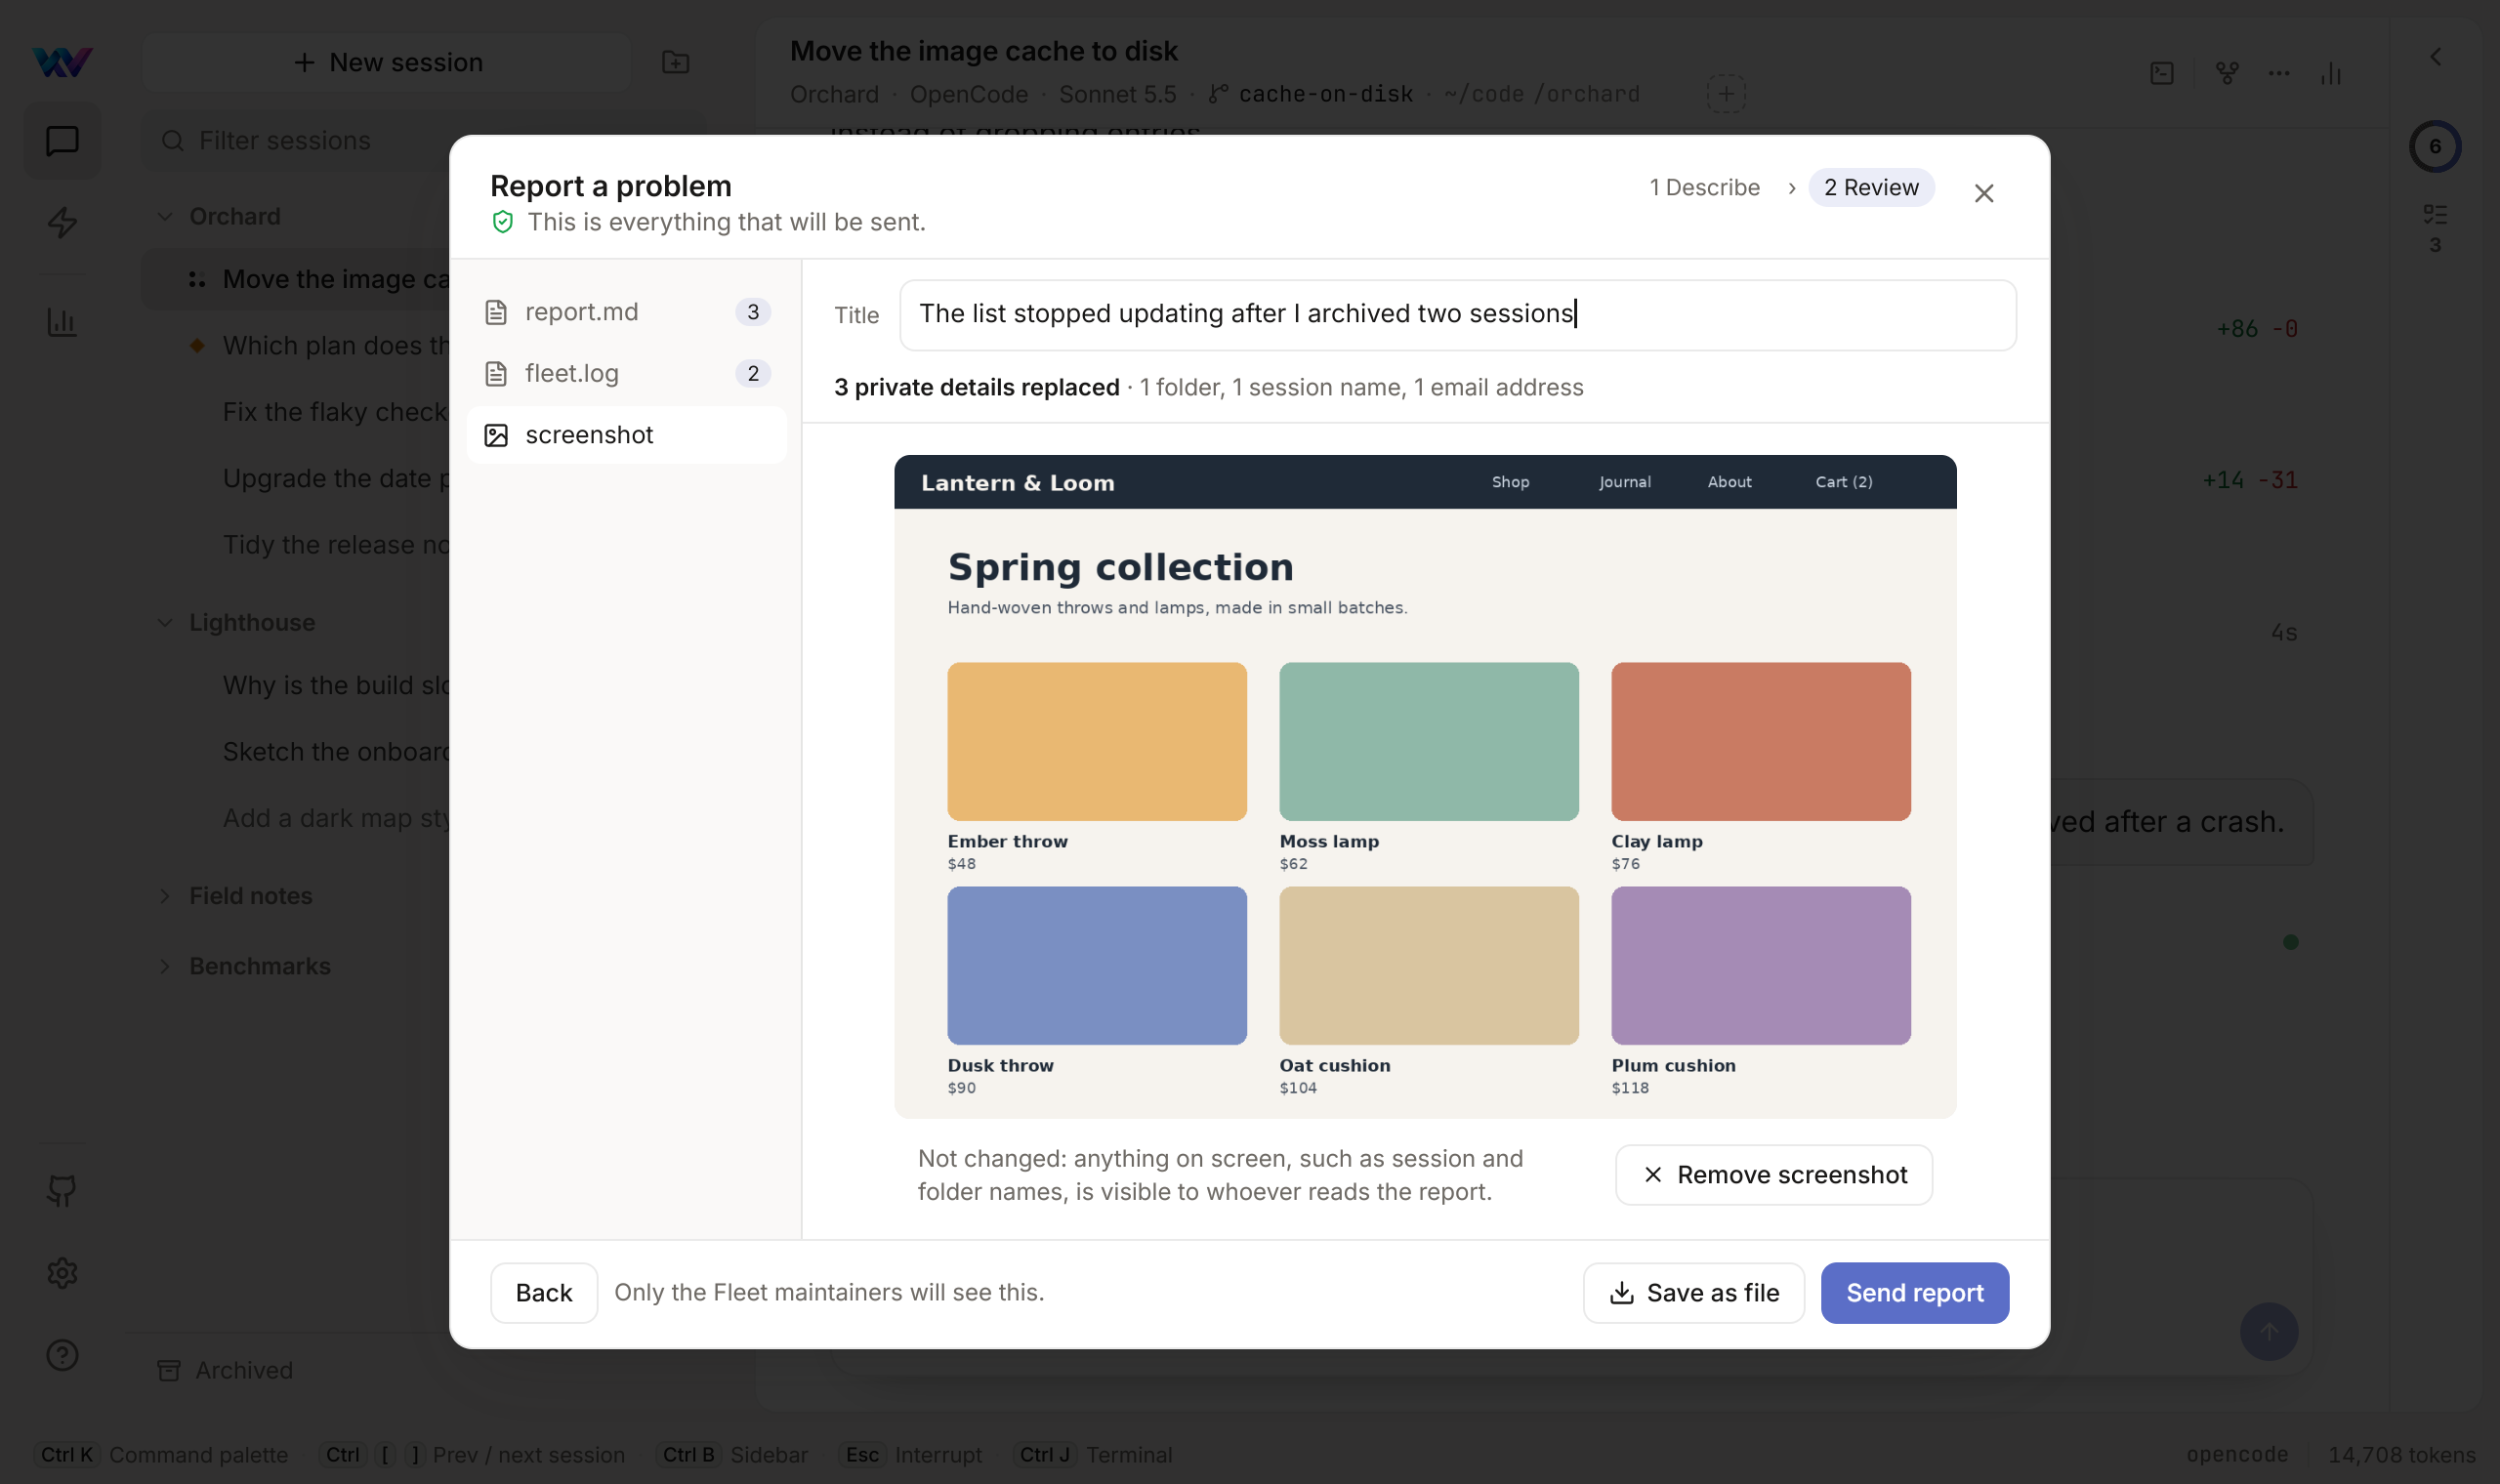 New session
Filter sessions
Orchard
Move the image ca
Which plan does th
Fix the flaky check
Upgrade the date p
Tidy the release no
Lighthouse
Why is the build slo
Sketch the onboard
Add a dark map sty
Field notes
Benchmarks
Archived
Move the image cache to disk
Orchard · OpenCode · Sonnet 5.5 · cache-on-disk · ~/code/orchard
instead of dropping entries
6
3
+86 -0
+14 -31
4s
ved after a crash.
Report a problem
This is everything that will be sent.
1 Describe › 2 Review
report.md 3
fleet.log 2
screenshot
Title The list stopped updating after I archived two sessions
3 private details replaced · 1 folder, 1 session name, 1 email address
Lantern & Loom Shop Journal About Cart (2)
Spring collection
Hand-woven throws and lamps, made in small batches.
Ember throw Moss lamp Clay lamp
$48 $62 $76
Dusk throw Oat cushion Plum cushion
$90 $104 $118
Not changed: anything on screen, such as session and
folder names, is visible to whoever reads the report.
Remove screenshot
Back Only the Fleet maintainers will see this. Save as file Send report
Ctrl K Command palette Ctrl [ ] Prev / next session Ctrl B Sidebar Esc Interrupt Ctrl J Terminal opencode 14,708 tokens